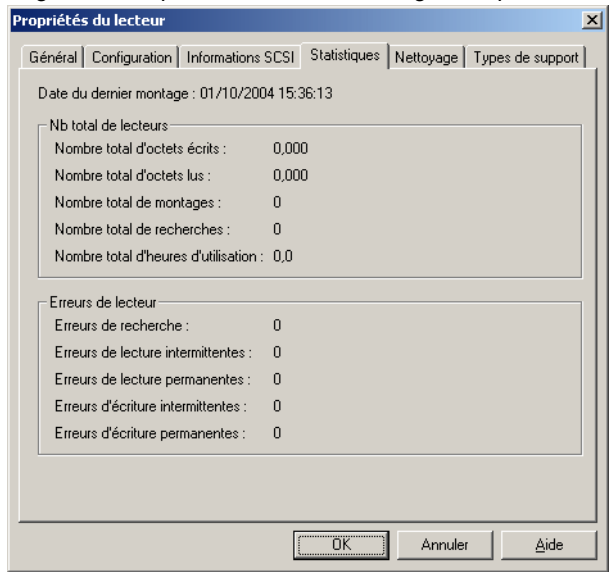 Propriétés du lecteur
Général Configuration Informations SCSI Statistiques Nettoyage Types de support
Date du dernier montage : 01/10/2004 15:36:13
Nb total de lecteurs
Nombre total d'octets écrits : 0,000
Nombre total d'octets lus : 0,000
Nombre total de montages : 0
Nombre total de recherches : 0
Nombre total d'heures d'utilisation : 0,0
Erreurs de lecteur
Erreurs de recherche : 0
Erreurs de lecture intermittentes : 0
Erreurs de lecture permanentes : 0
Erreurs d'écriture intermittentes : 0
Erreurs d'écriture permanentes : 0
OK Annuler Aide